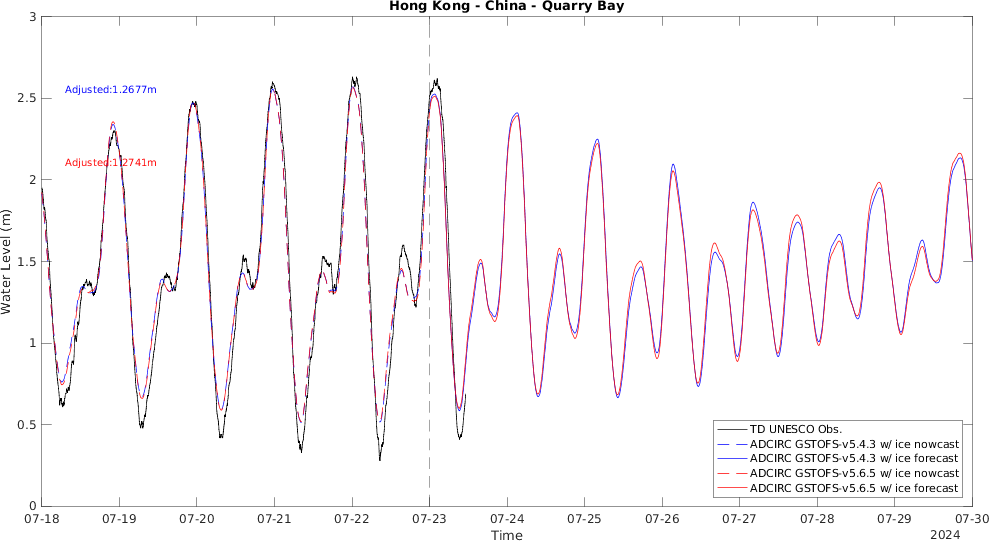 Hong Kong - China - Quarry Bay
3
2.5
2
1.5
1
0.5
0
Water Level (m)
Adjusted:1.2677m
Adjusted:1.2741m
TD UNESCO Obs.
ADCIRC GSTOFS-v5.4.3 w/ ice nowcast
ADCIRC GSTOFS-v5.4.3 w/ ice forecast
ADCIRC GSTOFS-v5.6.5 w/ ice nowcast
ADCIRC GSTOFS-v5.6.5 w/ ice forecast
07-18 07-19 07-20 07-21 07-22 07-23 07-24 07-25 07-26 07-27 07-28 07-29 07-30
Time
2024